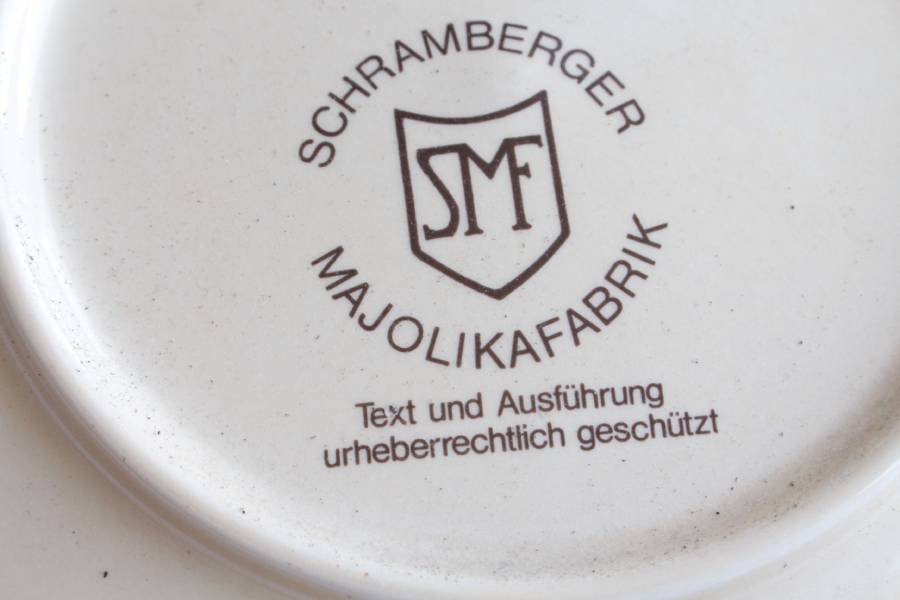 SCHRAMBERGER
SMF
MAJOLIKAFABRIK
Text und Ausführung
urheberrechtlich geschützt